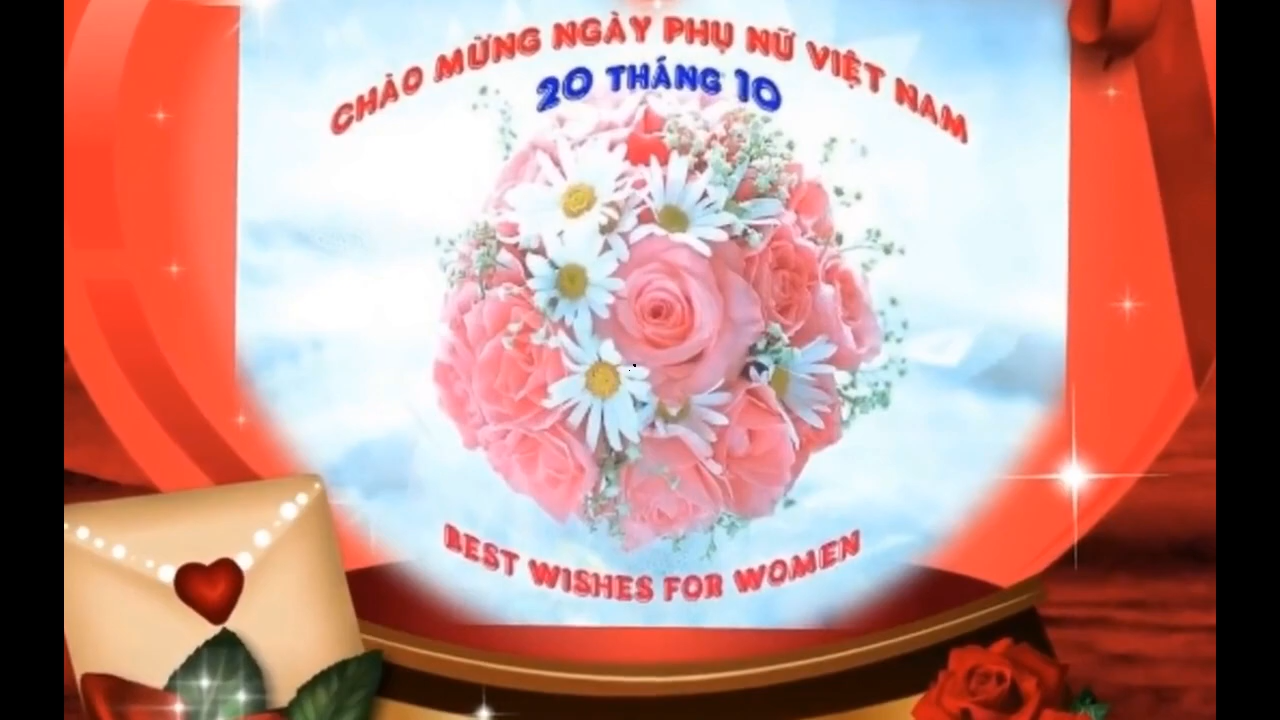 CHÀO MỪNG NGÀY PHỤ NỮ VIỆT NAM
20 THÁNG 10
BEST WISHES FOR WOMEN